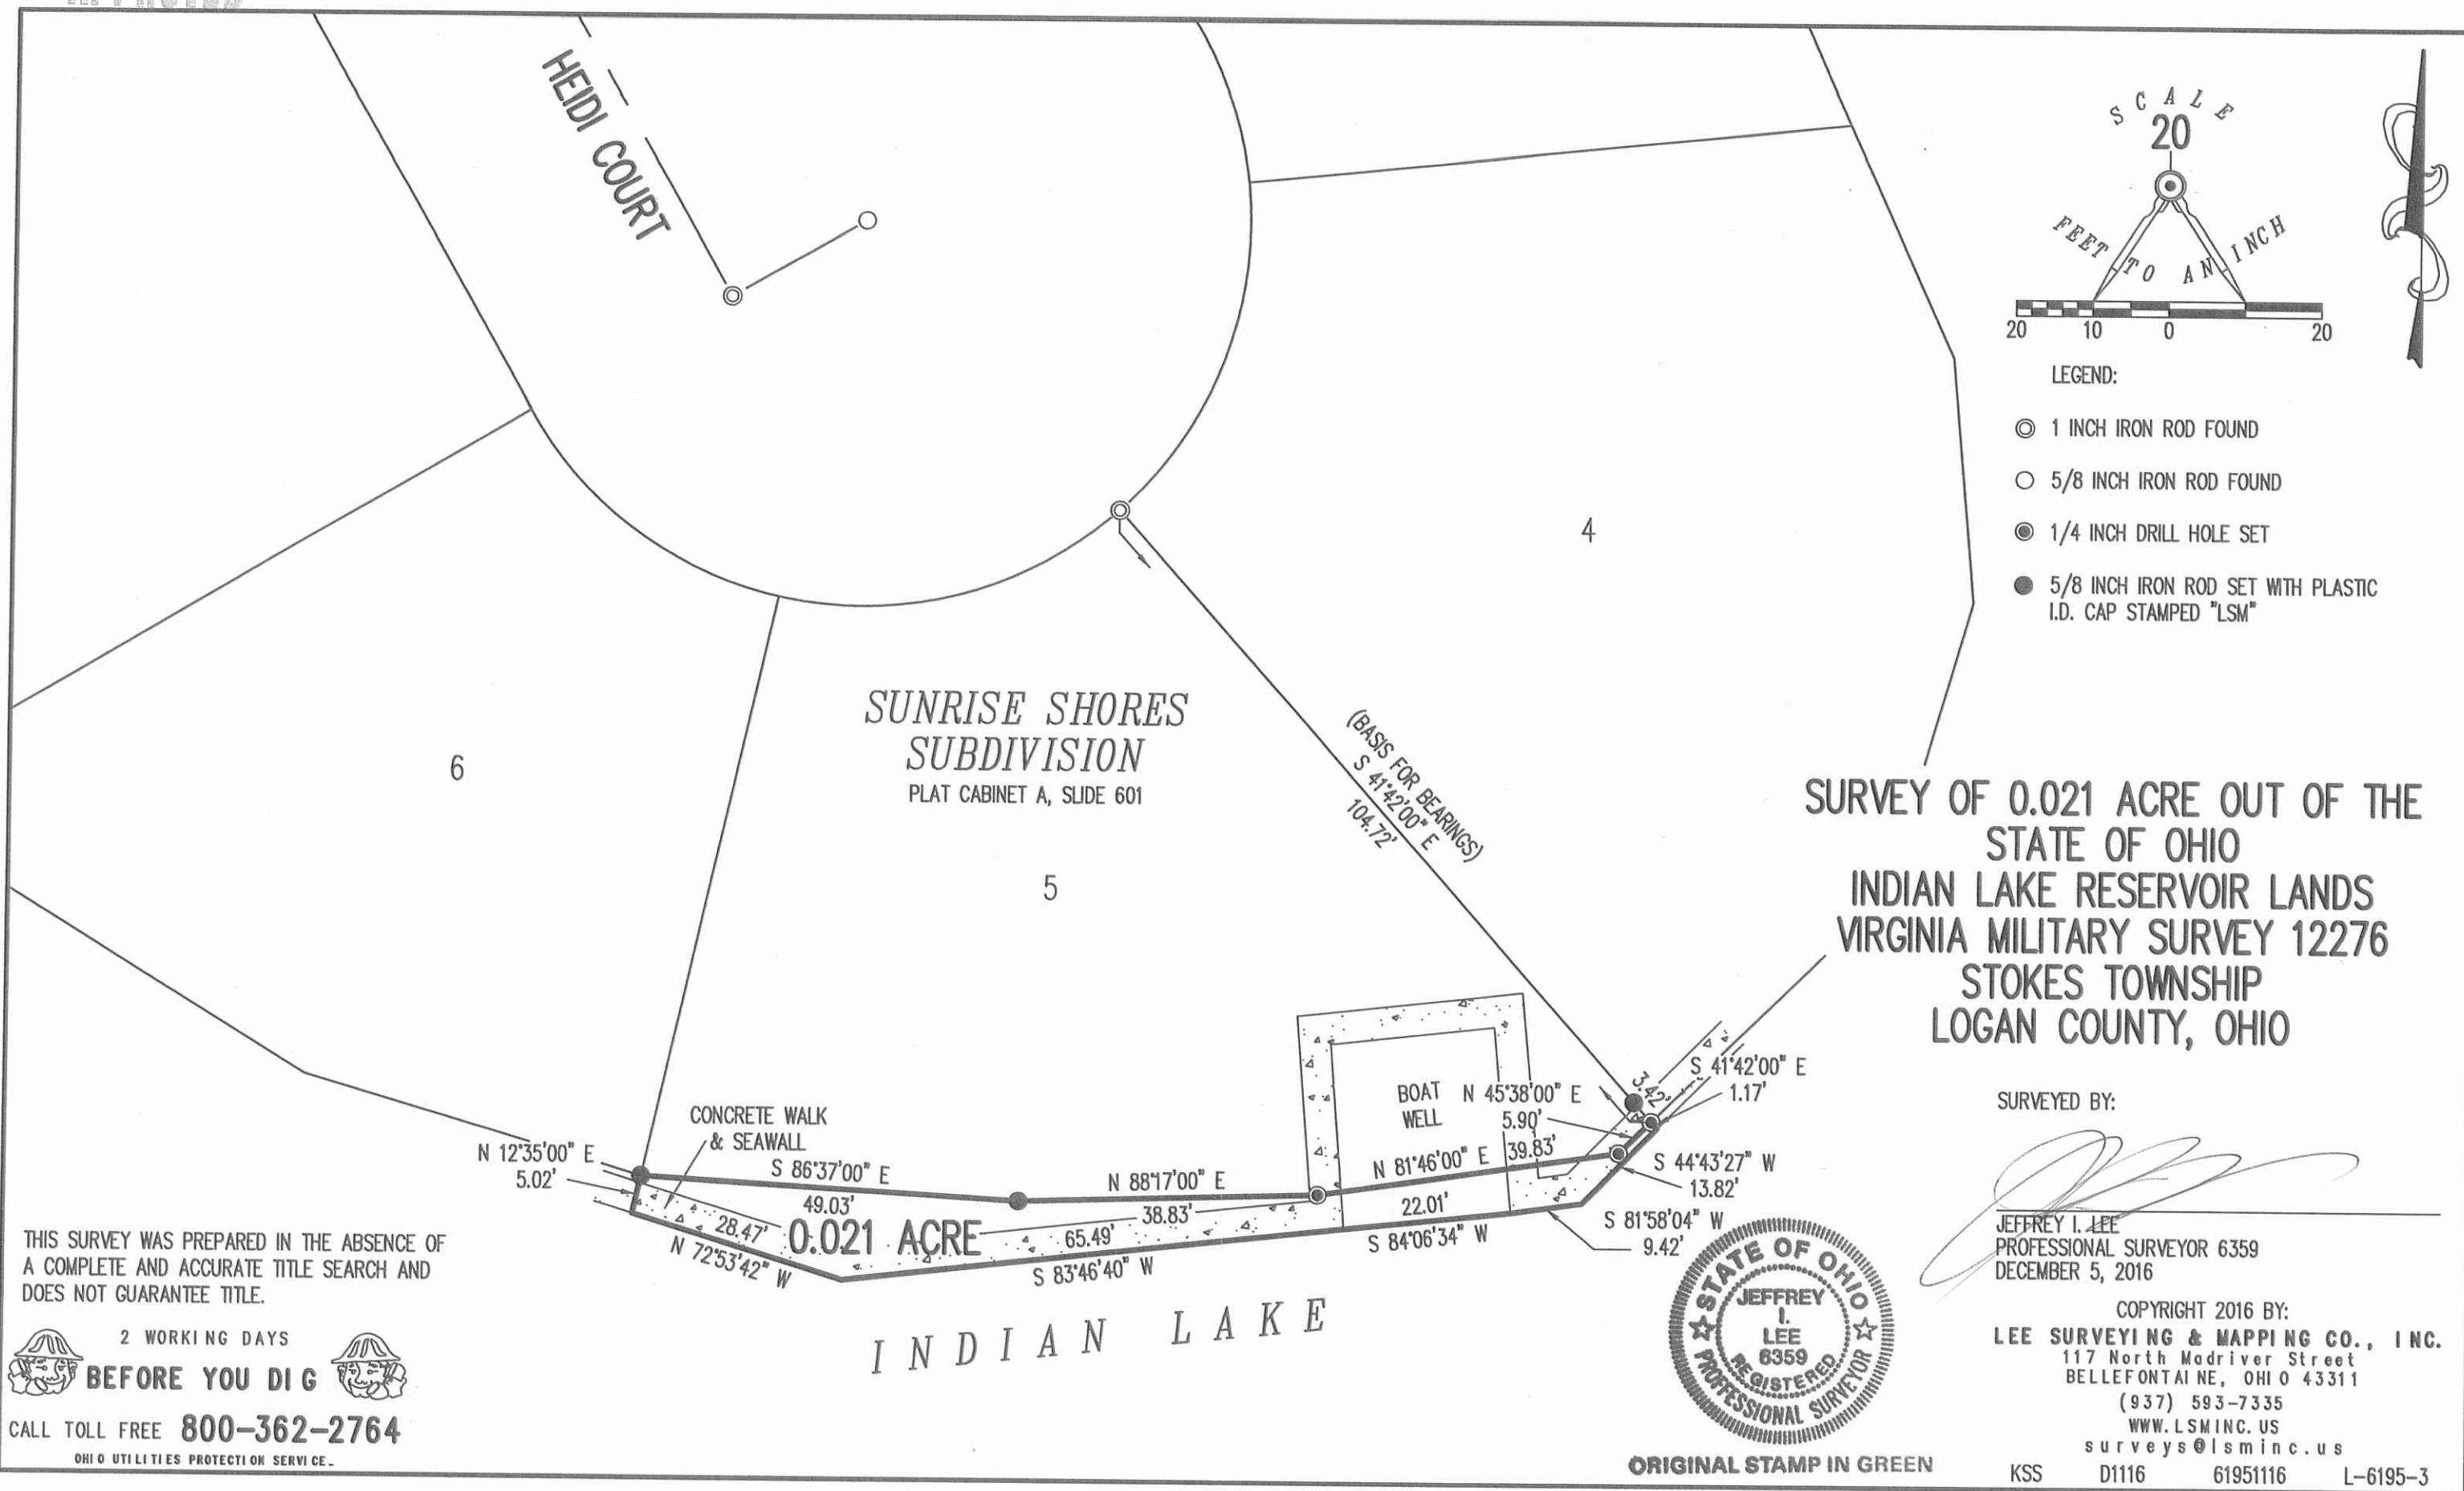 HEIDI COURT
SCALE
20
FEET TO AN INCH
20 10 0 20
LEGEND:
1 INCH IRON ROD FOUND
5/8 INCH IRON ROD FOUND
1/4 INCH DRILL HOLE SET
5/8 INCH IRON ROD SET WITH PLASTIC
I.D. CAP STAMPED "LSM"
4
SUNRISE SHORES
SUBDIVISION
PLAT CABINET A, SLIDE 601
6
5
(BASIS FOR BEARINGS)
S 41°42'00" E
104.72'
SURVEY OF 0.021 ACRE OUT OF THE
STATE OF OHIO
INDIAN LAKE RESERVOIR LANDS
VIRGINIA MILITARY SURVEY 12276
STOKES TOWNSHIP
LOGAN COUNTY, OHIO
CONCRETE WALK
& SEAWALL
N 12°35'00" E
5.02'
S 86°37'00" E
49.03'
N 88°17'00" E
38.83'
BOAT
WELL
N 45°38'00" E
5.90'
N 81°46'00" E
39.83'
3.42'
S 41°42'00" E
1.17'
S 44°43'27" W
13.82'
S 81°58'04" W
9.42'
22.01'
S 84°06'34" W
65.49'
S 83°46'40" W
28.47'
N 72°53'42" W
0.021 ACRE
INDIAN LAKE
THIS SURVEY WAS PREPARED IN THE ABSENCE OF
A COMPLETE AND ACCURATE TITLE SEARCH AND
DOES NOT GUARANTEE TITLE.
2 WORKING DAYS
BEFORE YOU DIG
CALL TOLL FREE 800-362-2764
OHIO UTILITIES PROTECTION SERVICE.
STATE OF OHIO
JEFFREY
I.
LEE
6359
REGISTERED
PROFESSIONAL SURVEYOR
ORIGINAL STAMP IN GREEN
SURVEYED BY:
JEFFREY I. LEE
PROFESSIONAL SURVEYOR 6359
DECEMBER 5, 2016
COPYRIGHT 2016 BY:
LEE SURVEYING & MAPPING CO., INC.
117 North Madriver Street
BELLEFONTAINE, OHIO 43311
(937) 593-7335
WWW.LSMINC.US
surveys@lsminc.us
KSS D1116 61951116 L-6195-3